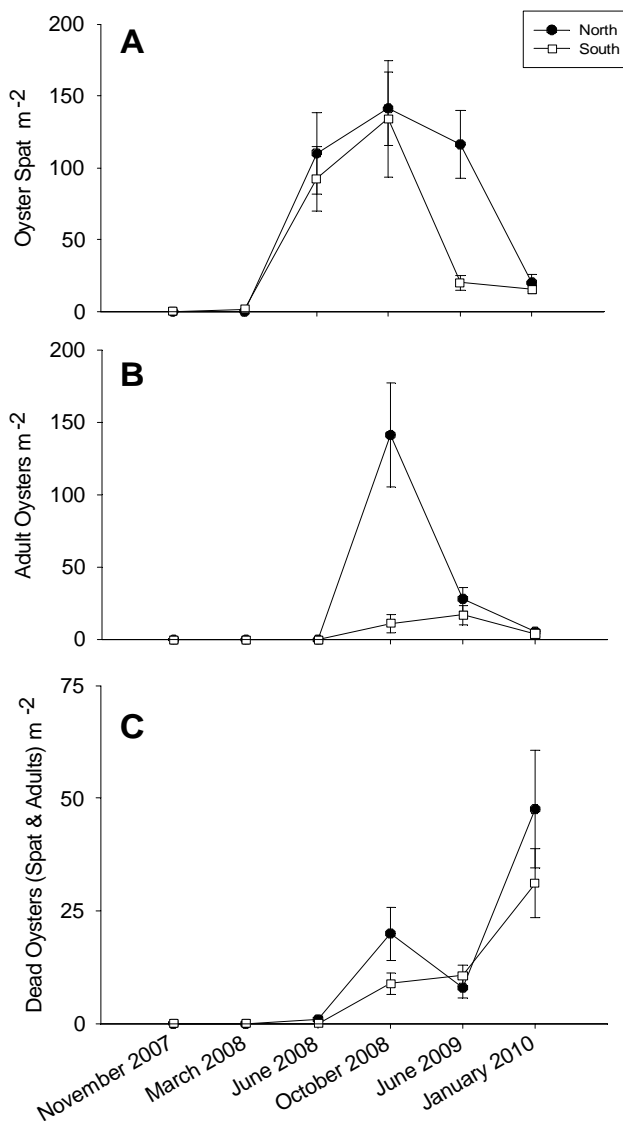 A
North
South
200
150
100
50
0
Oyster Spat m-2
B
200
150
100
50
0
Adult Oysters m-2
C
75
50
25
0
Dead Oysters (Spat & Adults) m -2
November 2007
March 2008
June 2008
October 2008
June 2009
January 2010